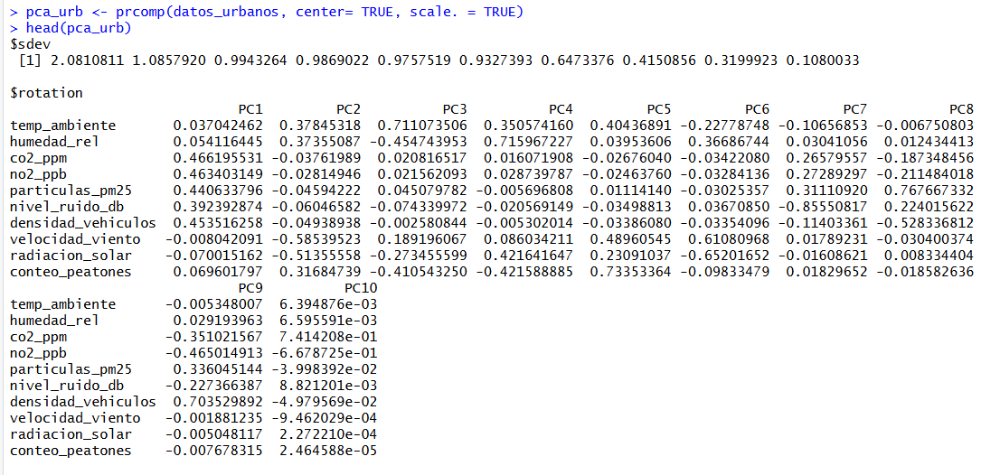 > pca_urb <- prcomp(datos_urbanos, center= TRUE, scale. = TRUE)
> head(pca_urb)
$sdev
 [1] 2.0810811 1.0857920 0.9943264 0.9869022 0.9757519 0.9327393 0.6473376 0.4150856 0.3199923 0.1080033

$rotation
                            PC1         PC2          PC3          PC4         PC5         PC6         PC7          PC8
temp_ambiente       0.037042462  0.37845318  0.711073506  0.350574160  0.40436891 -0.22778748 -0.10656853 -0.006750803
humedad_rel         0.054116445  0.37355087 -0.454743953  0.715967227  0.03953606  0.36686744  0.03041056  0.012434413
co2_ppm             0.466195531 -0.03761989  0.020816517  0.016071908 -0.02676040 -0.03422080  0.26579557 -0.187348456
no2_ppb             0.463403149 -0.02814946  0.021562093  0.028739787 -0.02463760 -0.03284136  0.27289297 -0.211484018
particulas_pm25     0.440633796 -0.04594222  0.045079782 -0.005696808  0.01114140 -0.03025357  0.31110920  0.767667332
nivel_ruido_db      0.392392874 -0.06046582 -0.074339972 -0.020569149 -0.03498813  0.03670850 -0.85550817  0.224015622
densidad_vehiculos  0.453516258 -0.04938938 -0.002580844 -0.005302014 -0.03386080 -0.03354096 -0.11403361 -0.528336812
velocidad_viento   -0.008042091 -0.58539523  0.189196067  0.086034211  0.48960545  0.61080968  0.01789231 -0.030400374
radiacion_solar    -0.070015162 -0.51355558 -0.273455599  0.421641647  0.23091037 -0.65201652 -0.01608621  0.008334404
conteo_peatones     0.069601797  0.31684739 -0.410543250 -0.421588885  0.73353364 -0.09833479  0.01829652 -0.018582636
                            PC9          PC10
temp_ambiente      -0.005348007  6.394876e-03
humedad_rel         0.029193963  6.595591e-03
co2_ppm            -0.351021567  7.414208e-01
no2_ppb            -0.465014913 -6.678725e-01
particulas_pm25     0.336045144 -3.998392e-02
nivel_ruido_db     -0.227366387  8.821201e-03
densidad_vehiculos  0.703529892 -4.979569e-02
velocidad_viento   -0.001881235 -9.462029e-04
radiacion_solar    -0.005048117  2.272210e-04
conteo_peatones    -0.007678315  2.464588e-05